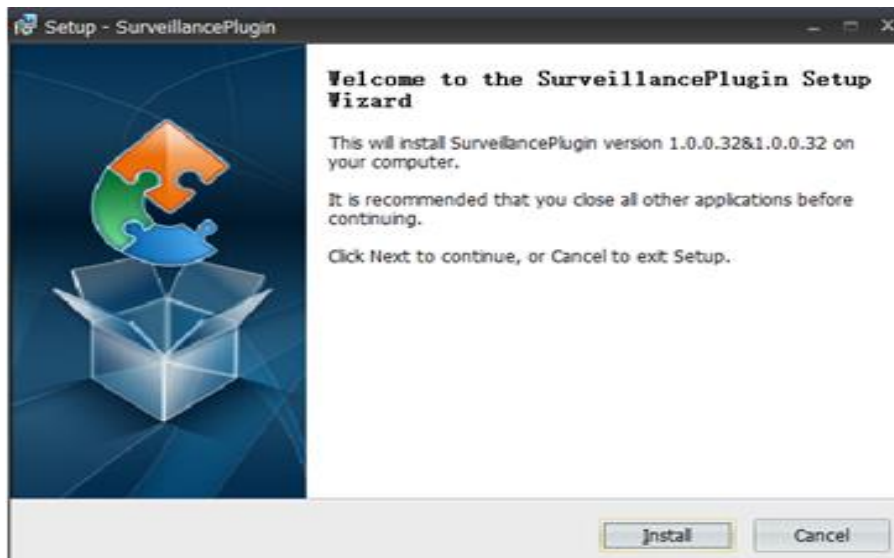 Setup - SurveillancePlugin
Welcome to the SurveillancePlugin Setup
Wizard
This will install SurveillancePlugin version 1.0.0.32&1.0.0.32 on
your computer.
It is recommended that you close all other applications before
continuing.
Click Next to continue, or Cancel to exit Setup.
Install
Cancel